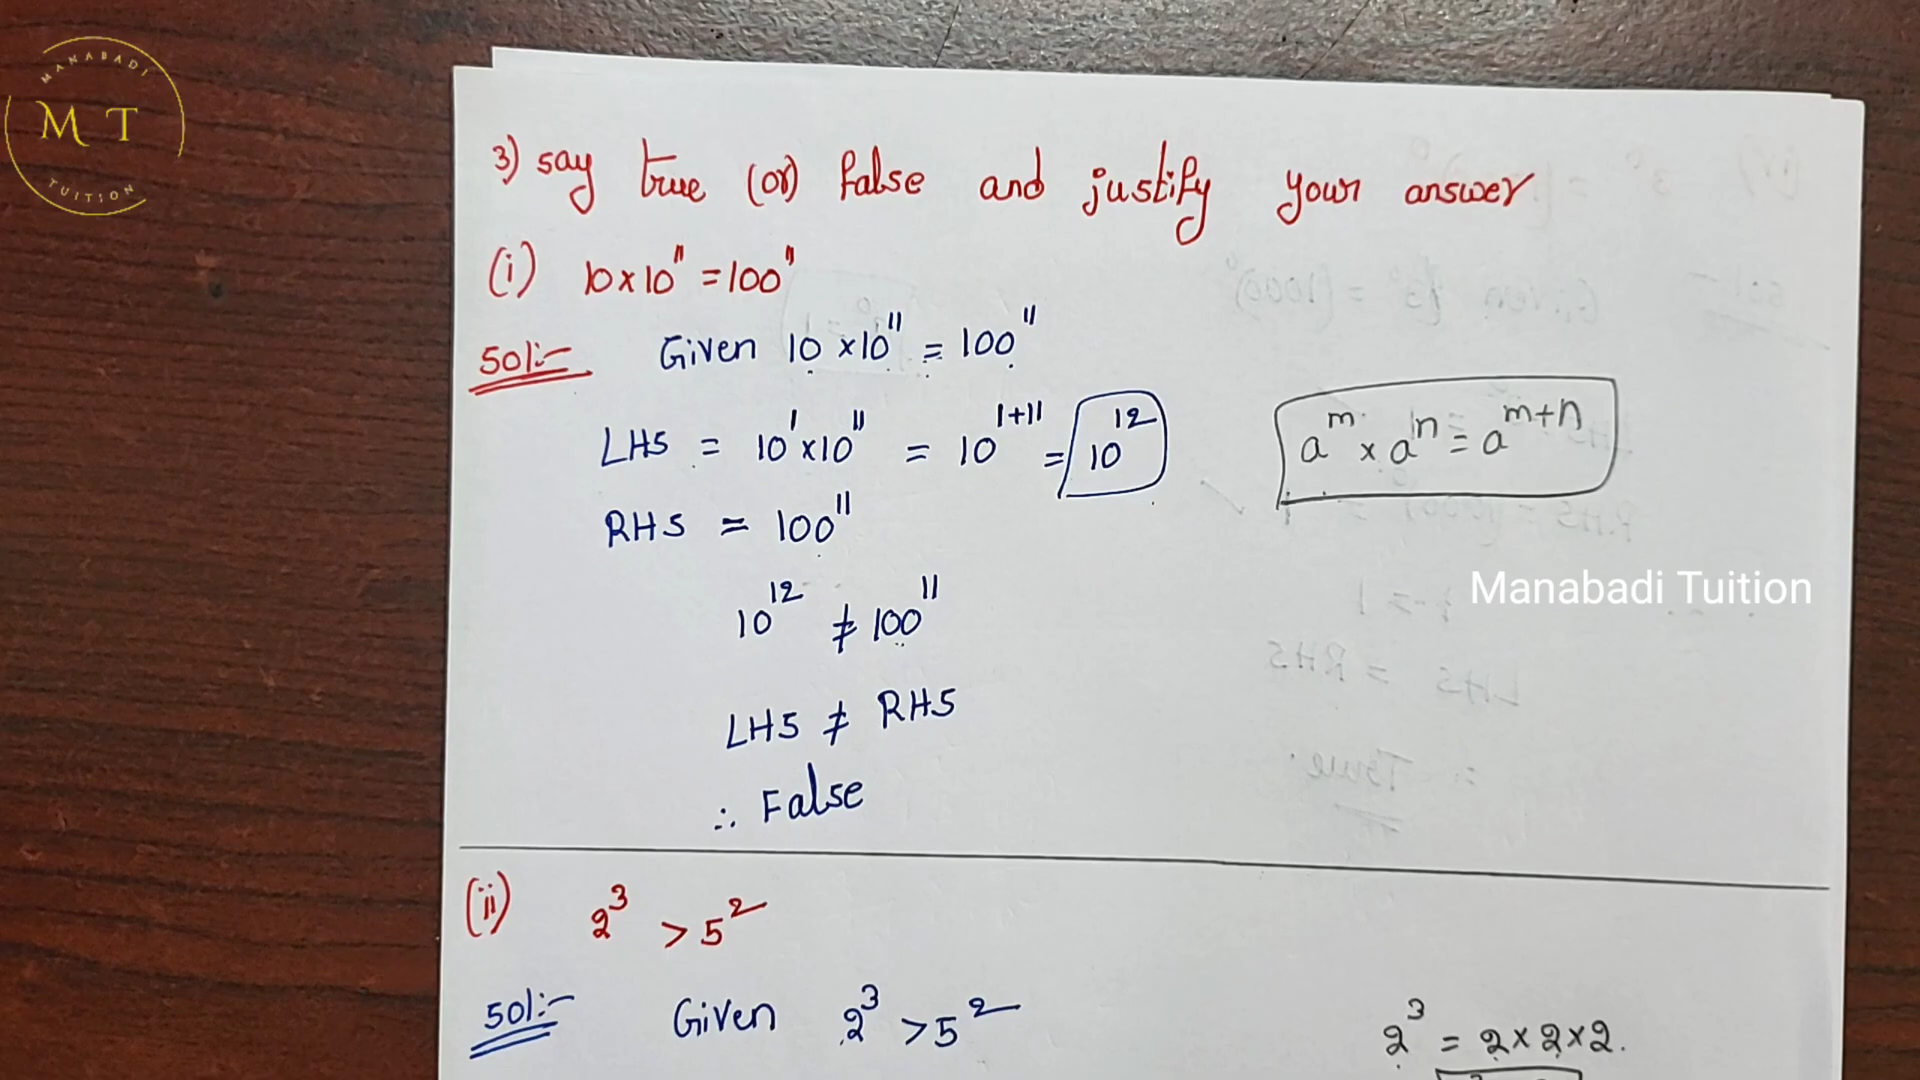 MANABADI
M T
TUITION
3) say true (or) false and justify your answer
(i) 10×10¹¹ = 100¹¹
Sol:- Given 10 ×10¹¹ = 100¹¹
LHS = 10¹×10¹¹ = 10¹⁺¹¹ = 10¹²
aᵐ × aⁿ = aᵐ⁺ⁿ
RHS = 100¹¹
10¹² ≠ 100¹¹
Manabadi Tuition
LHS ≠ RHS
∴ False
(ii) 2³ > 5²
Sol:- Given 2³ > 5²
2³ = 2×2×2.